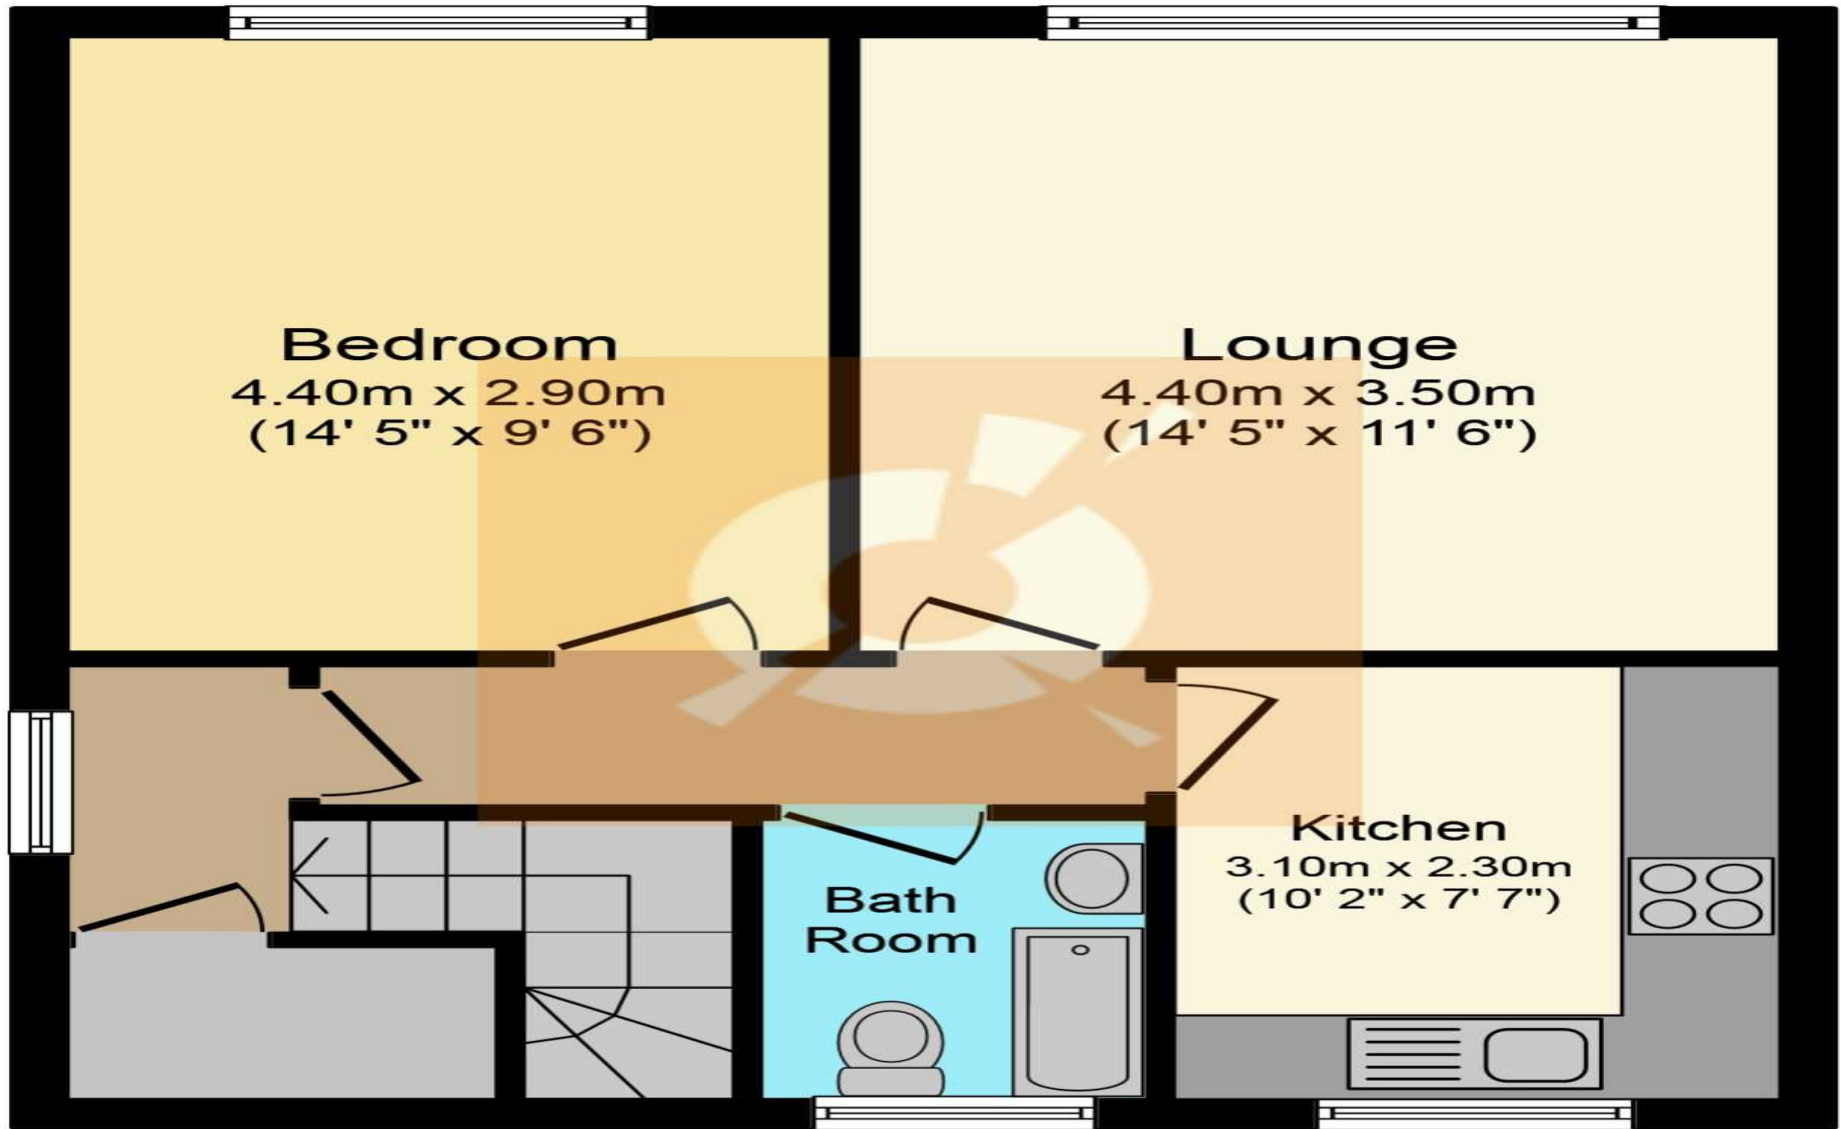 Bedroom
4.40m x 2.90m
(14' 5" x 9' 6")
Lounge
4.40m x 3.50m
(14' 5" x 11' 6")
Kitchen
3.10m x 2.30m
(10' 2" x 7' 7")
Bath
Room